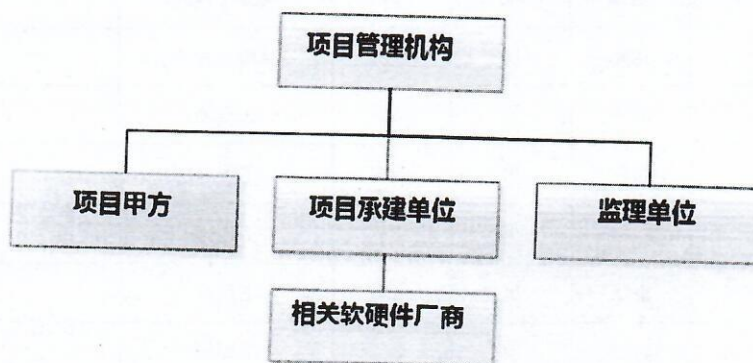 项目管理机构
项目甲方
项目承建单位
监理单位
相关软硬件厂商